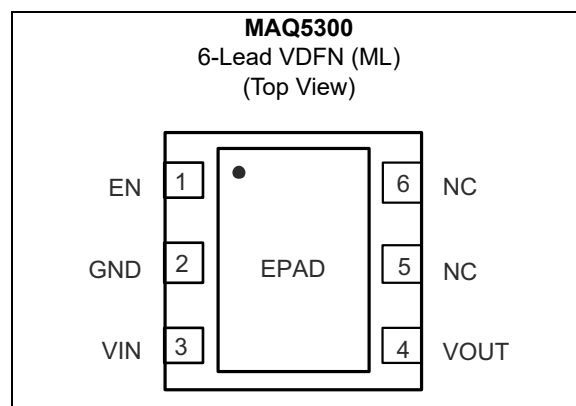 MAQ5300
6-Lead VDFN (ML)
(Top View)
EN 1 6 NC
GND 2 EPAD 5 NC
VIN 3 4 VOUT